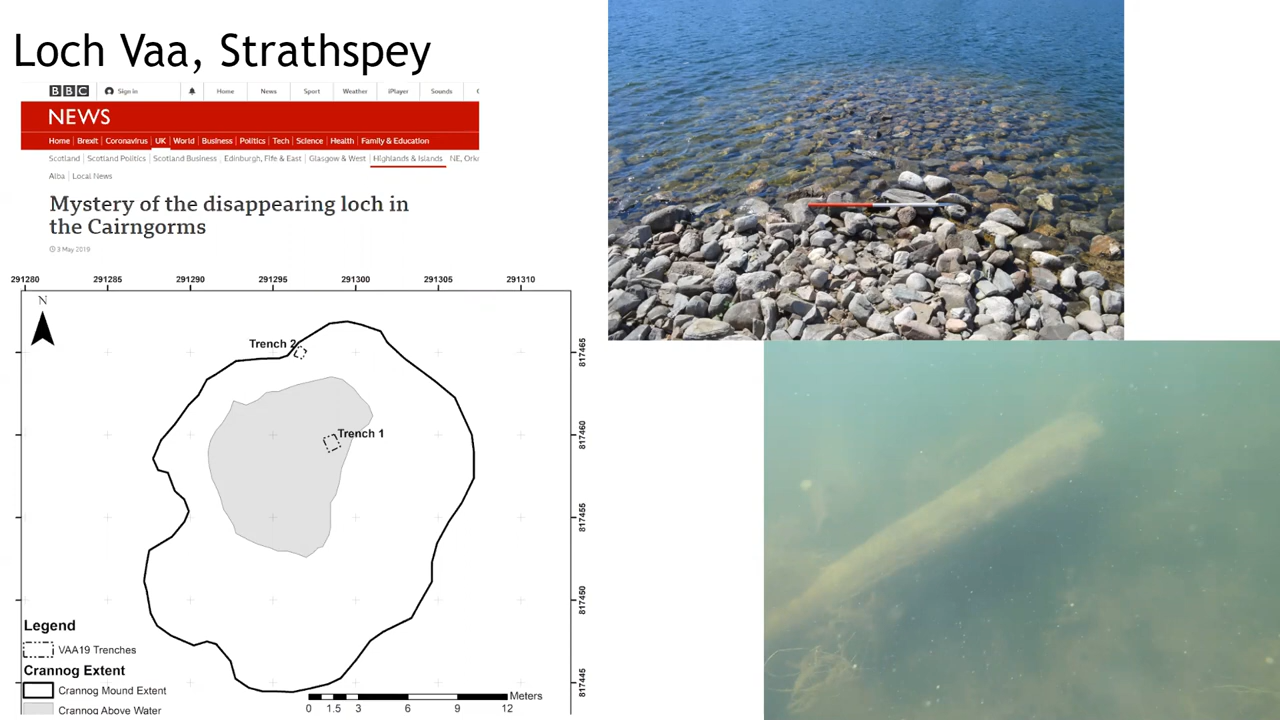 Loch Vaa, Strathspey
BBC Sign in Home News Sport Weather iPlayer Sounds
NEWS
Home Brexit Coronavirus UK World Business Politics Tech Science Health Family & Education
Scotland Scotland Politics Scotland Business Edinburgh, Fife & East Glasgow & West Highlands & Islands NE,
Alba Local News
Mystery of the disappearing loch in
the Cairngorms
3 May 2019
291280 291285 291290 291295 291300 291305 291310
N
Trench 2
817465
Trench 1
817460
817455
817450
817445
Legend
VAA19 Trenches
Crannog Extent
Crannog Mound Extent
Crannog Above Water
Meters
0 1.5 3 6 9 12